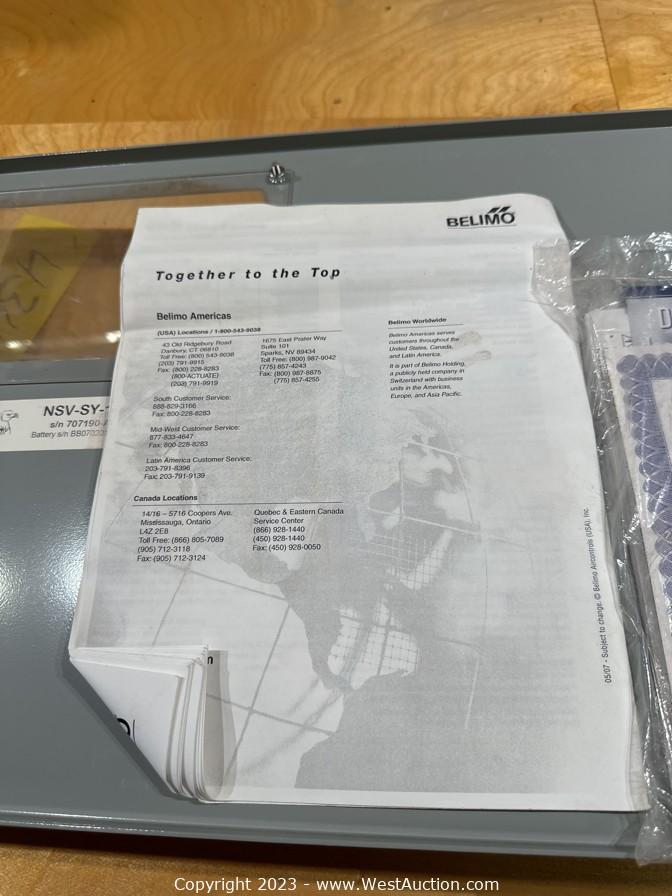 BELIMO
Together to the Top
Belimo Americas
(USA) Locations / 1-800-543-9038
43 Old Ridgebury Road
Danbury, CT 06810
Toll Free: (800) 543-9038
(203) 791-9915
Fax: (800) 228-8283
(800-ACTUATE)
(203) 791-9919
1675 East Prater Way
Suite 101
Sparks, NV 89434
Toll Free: (800) 987-9042
(775) 857-4243
Fax: (800) 987-8875
(775) 857-4255
South Customer Service:
888-829-3166
Fax: 800-228-8283
Mid-West Customer Service:
877-833-4647
Fax: 800-228-8283
Latin America Customer Service:
203-791-8396
Fax: 203-791-9139
Canada Locations
14/16 – 5716 Coopers Ave.
Mississauga, Ontario
L4Z 2E8
Toll Free: (866) 805-7089
(905) 712-3118
Fax: (905) 712-3124
Quebec & Eastern Canada
Service Center
(866) 928-1440
(450) 928-1440
Fax: (450) 928-0050
Belimo Worldwide
Belimo Americas serves
customers throughout the
United States, Canada,
and Latin America.
It is part of Belimo Holding,
a publicly held company in
Switzerland with business
units in the Americas,
Europe, and Asia Pacific.
05/07 - Subject to change. © Belimo Aircontrols (USA), Inc.
NSV-SY-
s/n 707190-
Battery s/n BB0702
D
Copyright 2023 - www.WestAuction.com